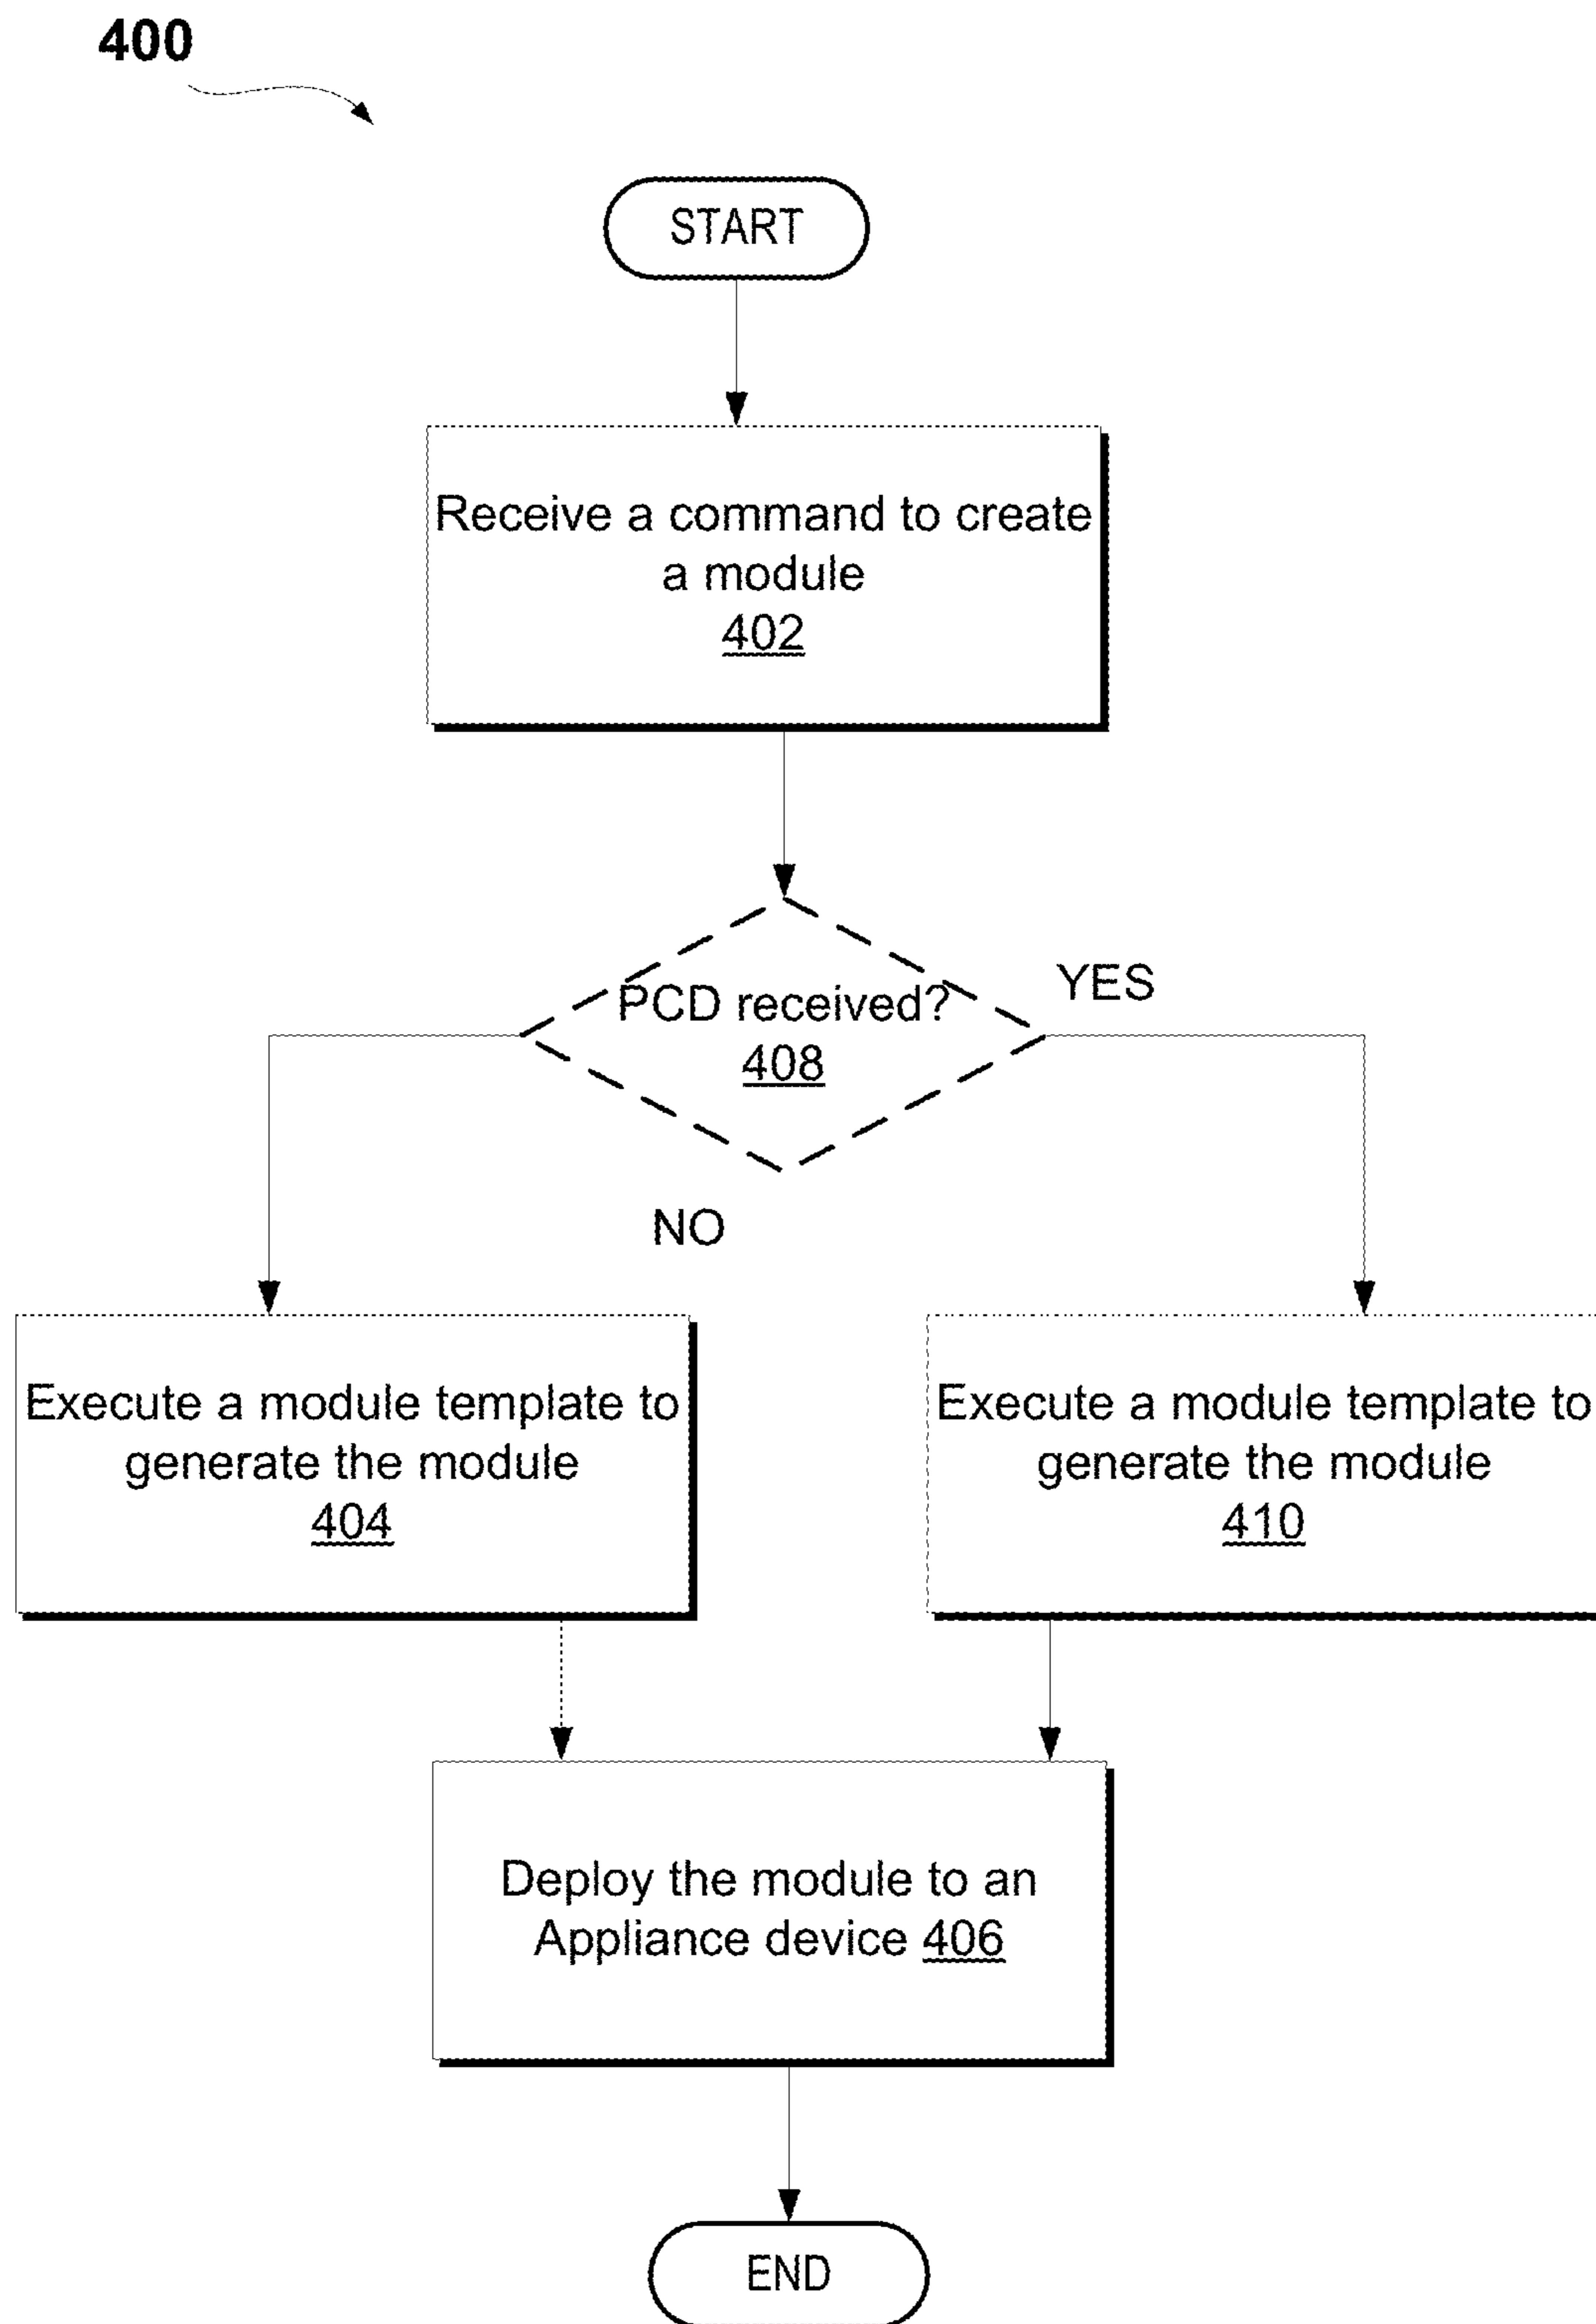 400
START
Receive a command to create
a module
402
PCD received?
408
YES
NO
Execute a module template to
generate the module
404
Execute a module template to
generate the module
410
Deploy the module to an
Appliance device 406
END